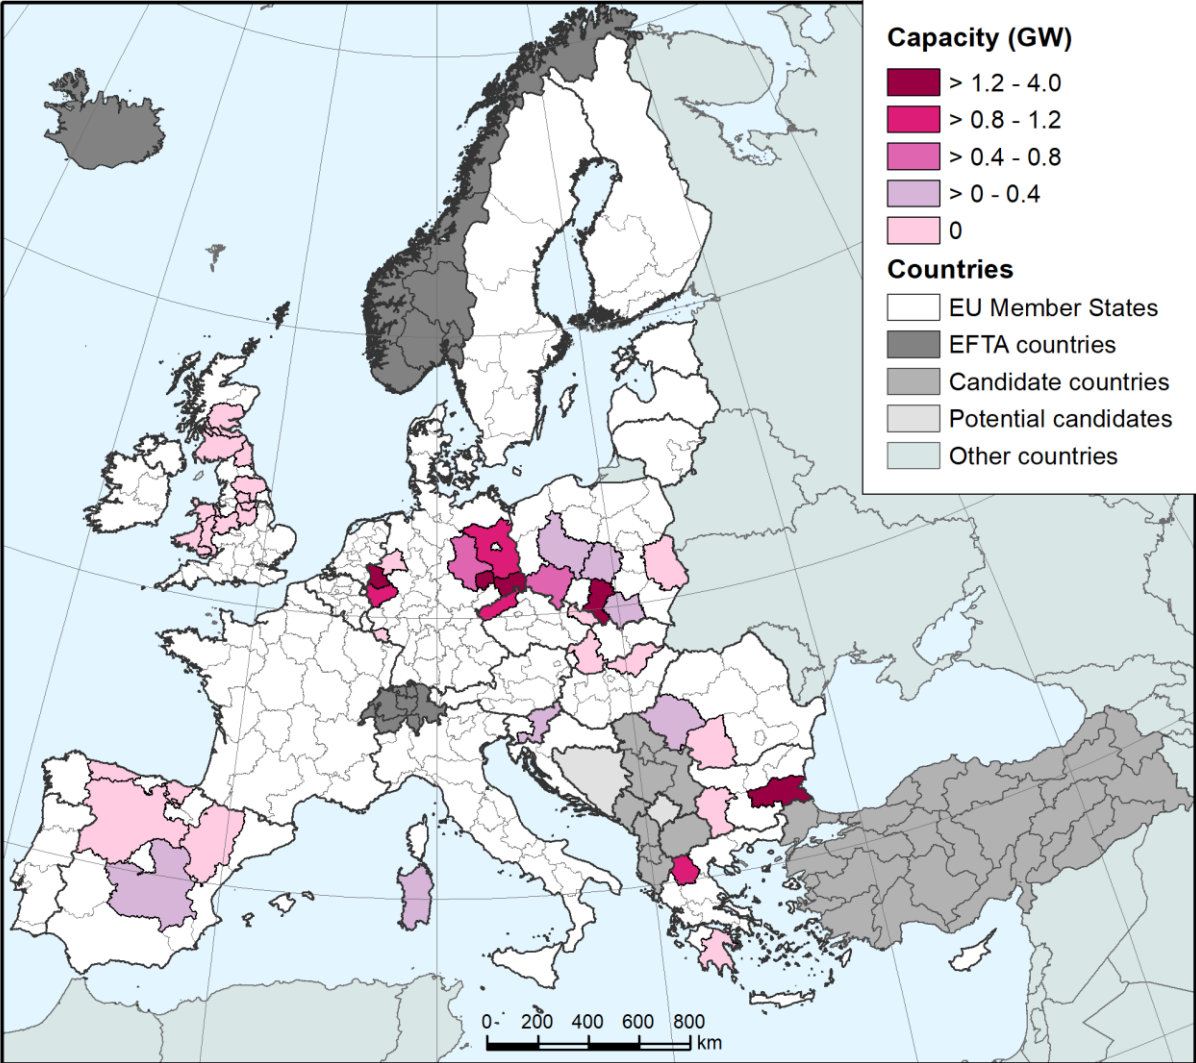 Capacity (GW)
> 1.2 - 4.0
> 0.8 - 1.2
> 0.4 - 0.8
> 0 - 0.4
0
Countries
EU Member States
EFTA countries
Candidate countries
Potential candidates
Other countries
0 200 400 600 800
km